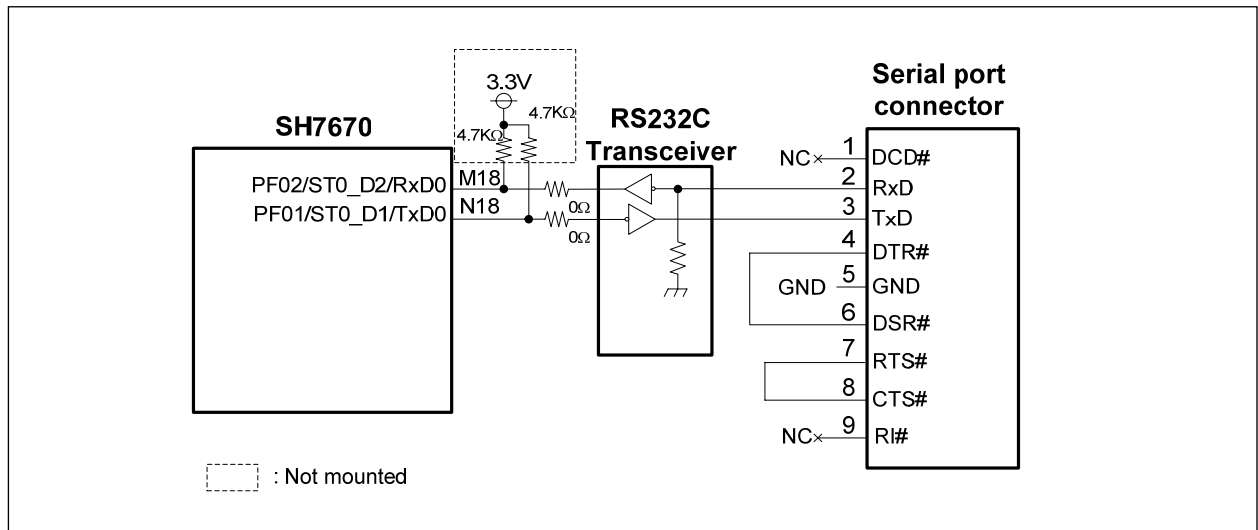 3.3V
4.7KΩ
4.7KΩ
SH7670
RS232C
Transceiver
Serial port
connector
PF02/ST0_D2/RxD0
M18
PF01/ST0_D1/TxD0
N18
0Ω
0Ω
NC
1
DCD#
2
RxD
3
TxD
4
DTR#
GND
5
GND
6
DSR#
7
RTS#
8
CTS#
NC
9
RI#
: Not mounted